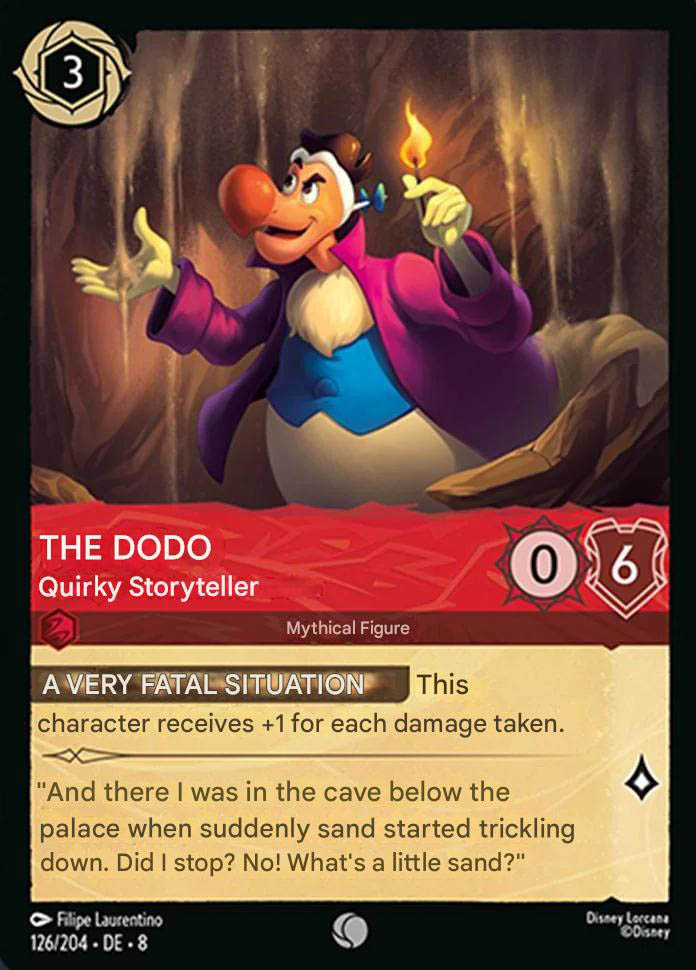 3
THE DODO
Quirky Storyteller
0 6
Mythical Figure
A VERY FATAL SITUATION This
character receives +1 for each damage taken.
"And there I was in the cave below the
palace when suddenly sand started trickling
down. Did I stop? No! What's a little sand?"
Filipe Laurentino
126/204 • DE • 8
Disney Lorcana
©Disney